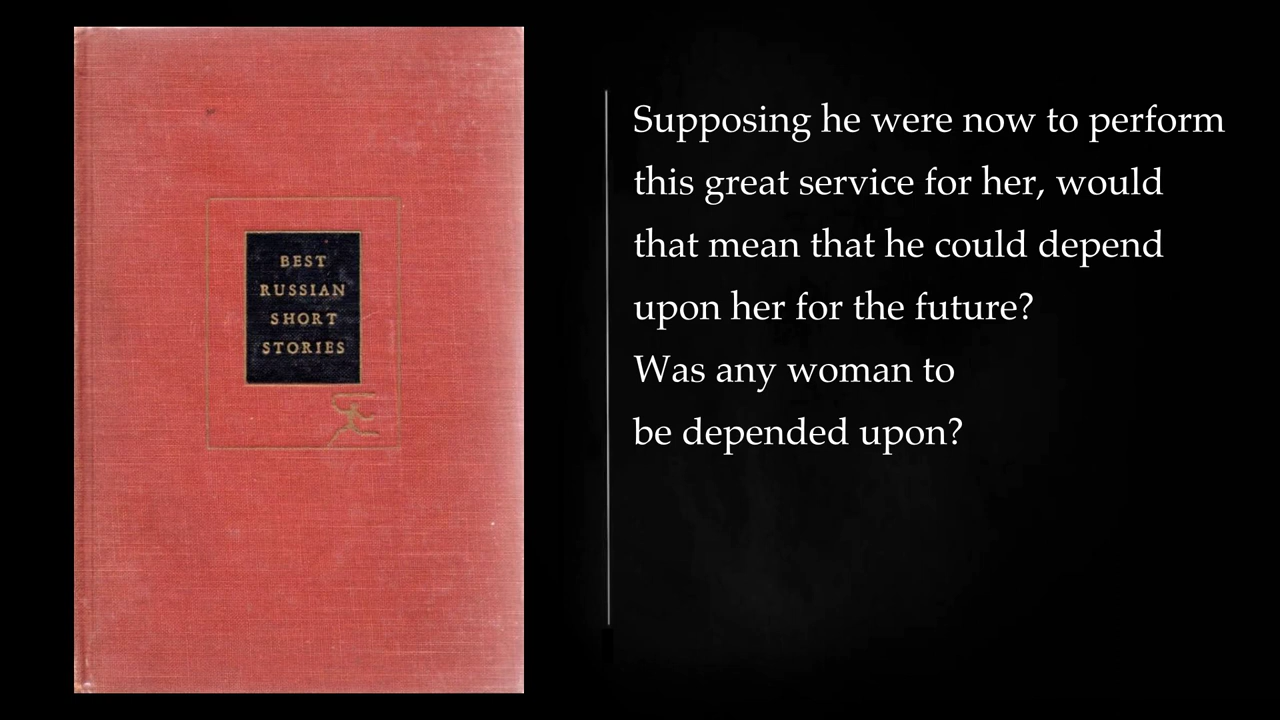 BEST
RUSSIAN
SHORT
STORIES
Supposing he were now to perform
this great service for her, would
that mean that he could depend
upon her for the future?
Was any woman to
be depended upon?